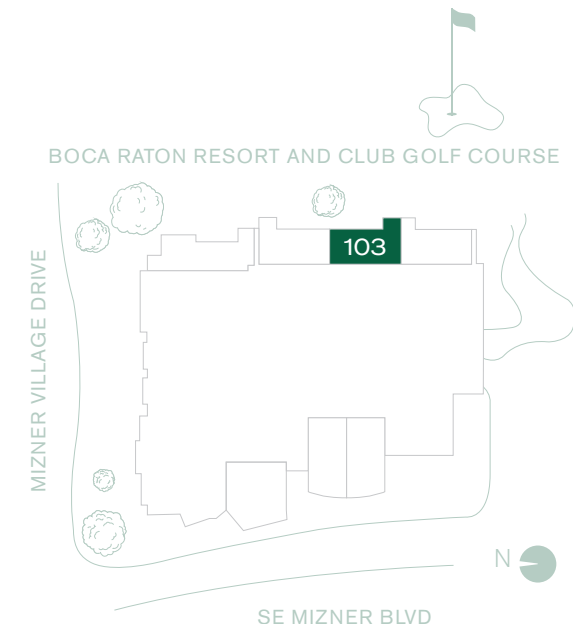 BOCA RATON RESORT AND CLUB GOLF COURSE
103
MIZNER VILLAGE DRIVE
N
SE MIZNER BLVD